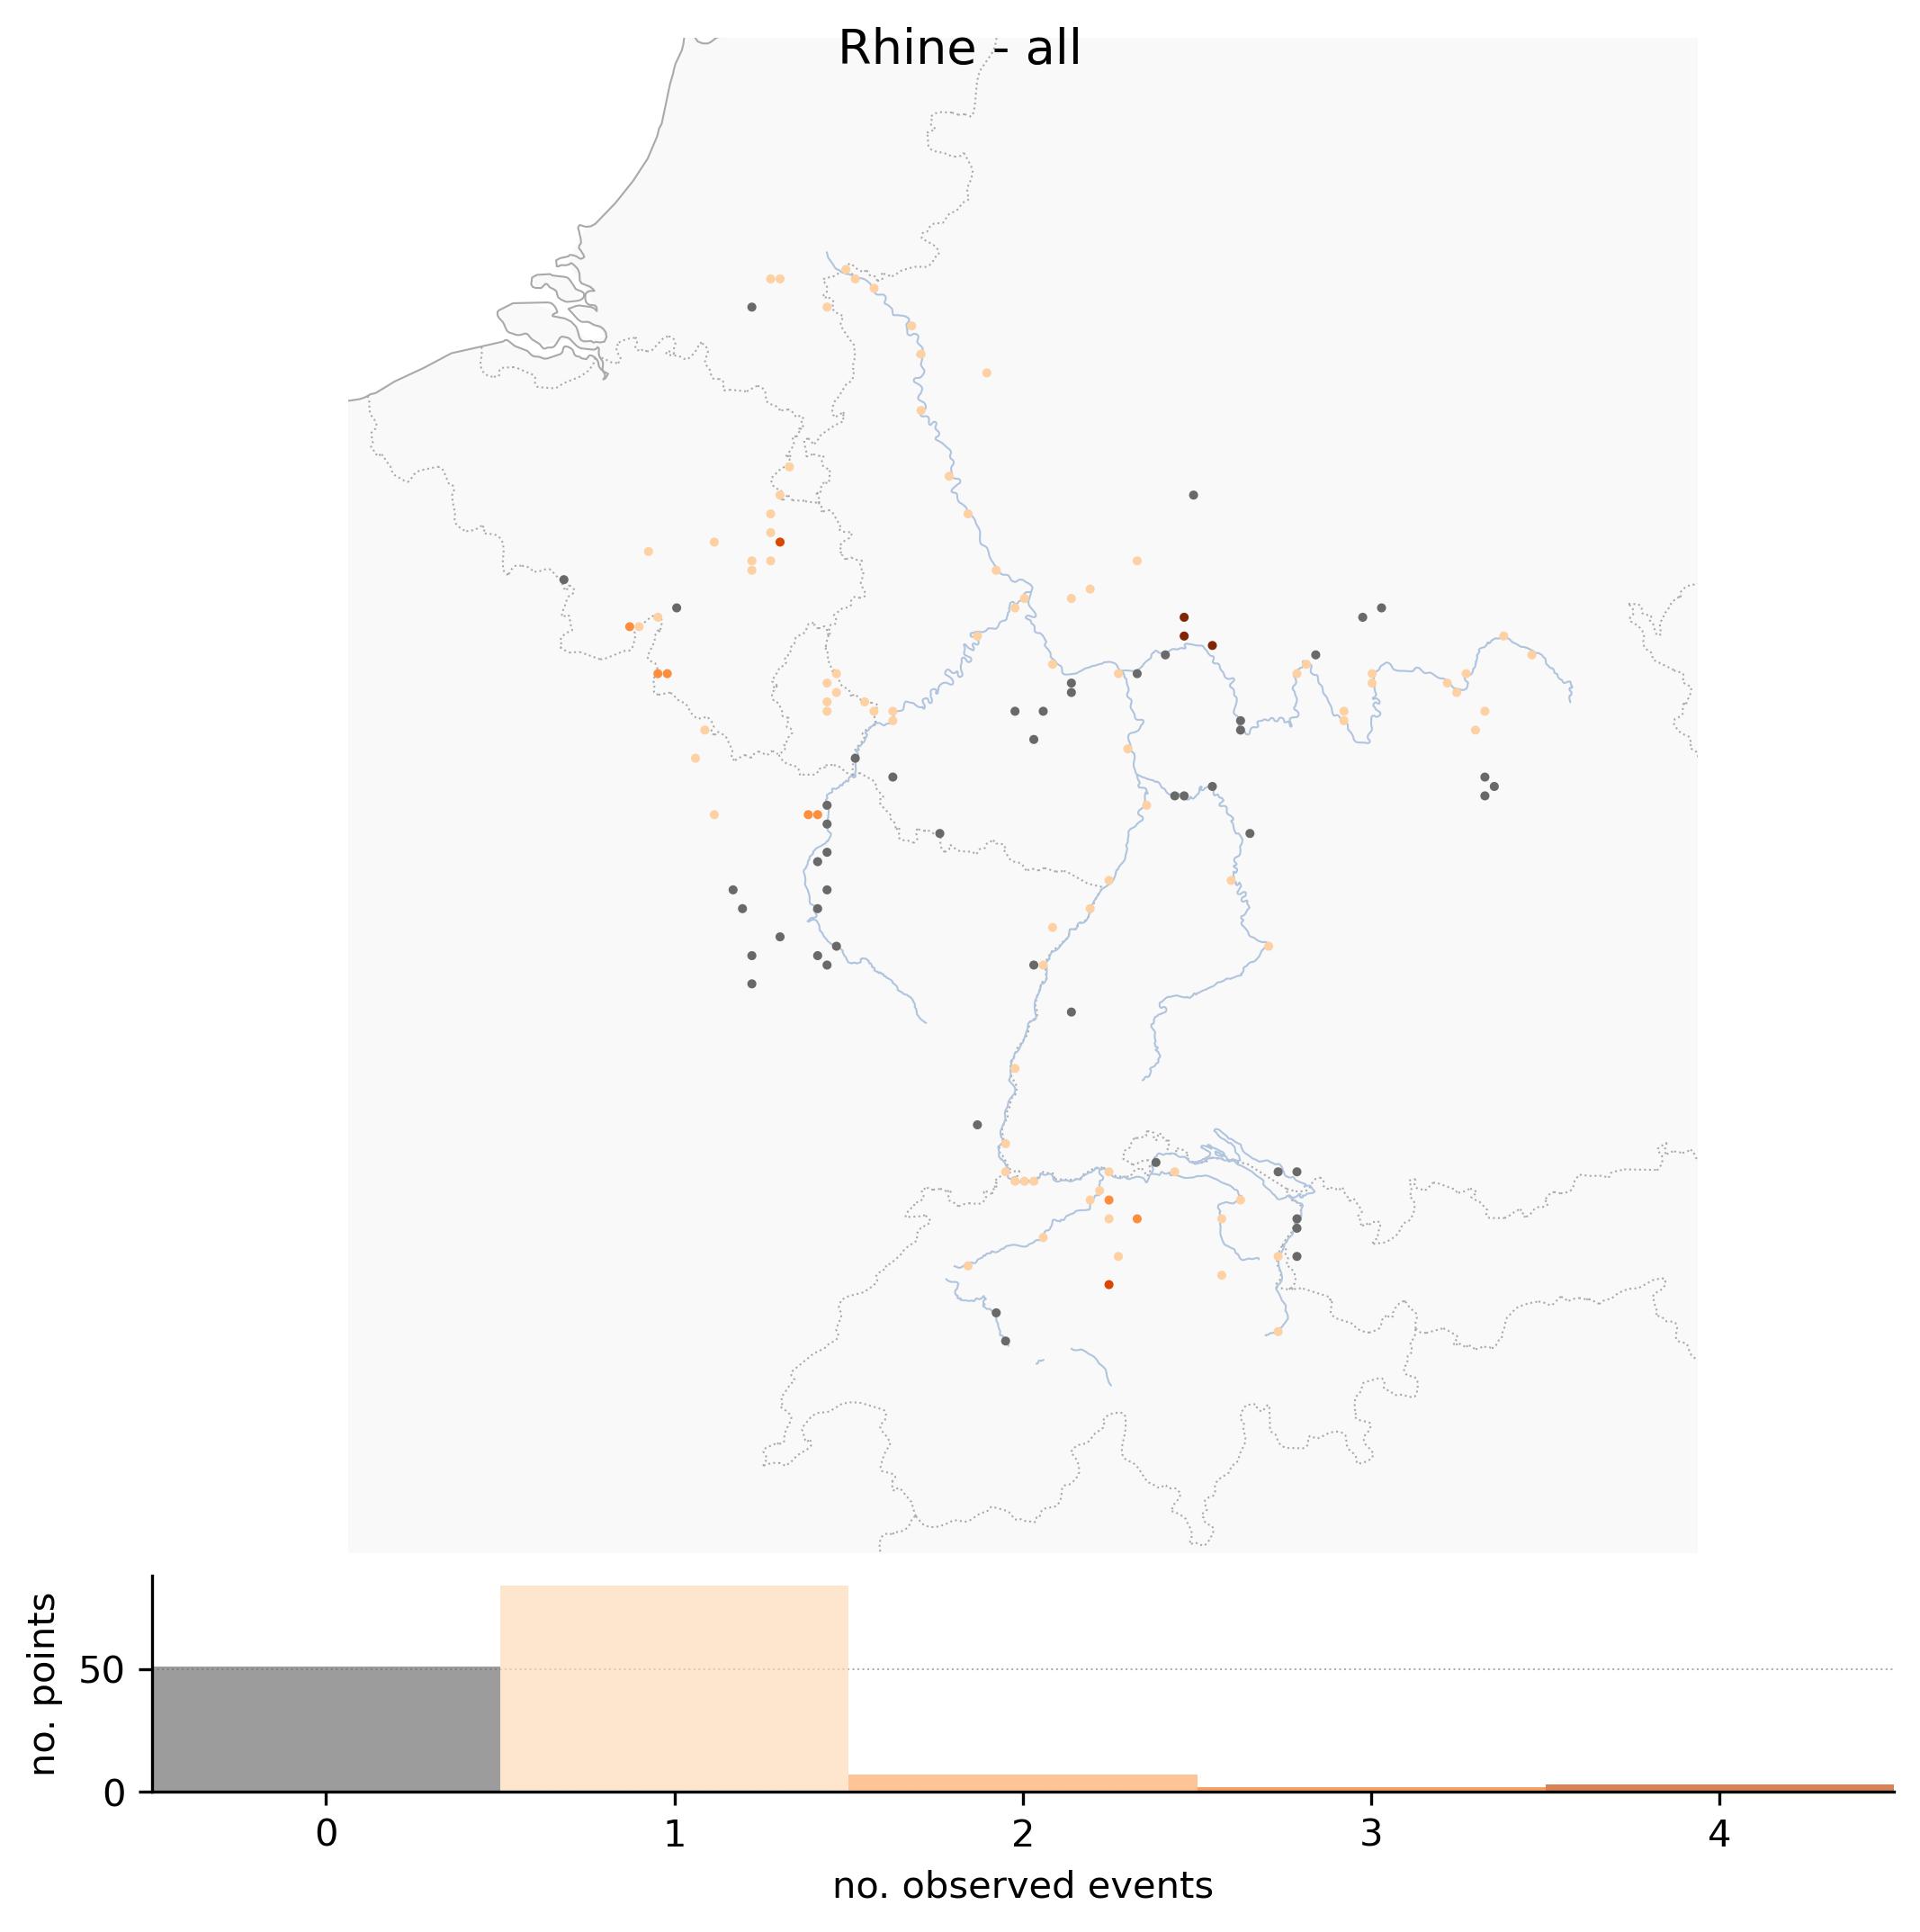 Rhine - all
no. points
50
0
0 1 2 3 4
no. observed events